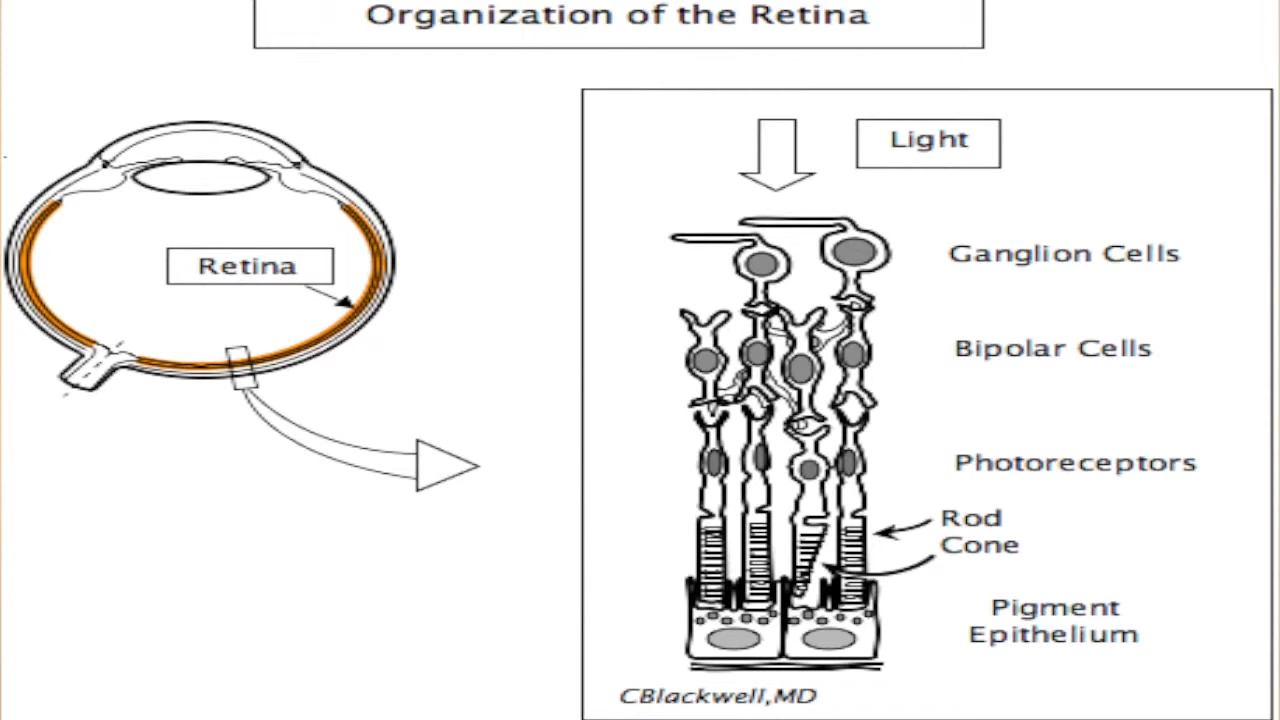 Organization of the Retina
Light
Retina
Ganglion Cells
Bipolar Cells
Photoreceptors
Rod
Cone
Pigment
Epithelium
CBlackwell,MD